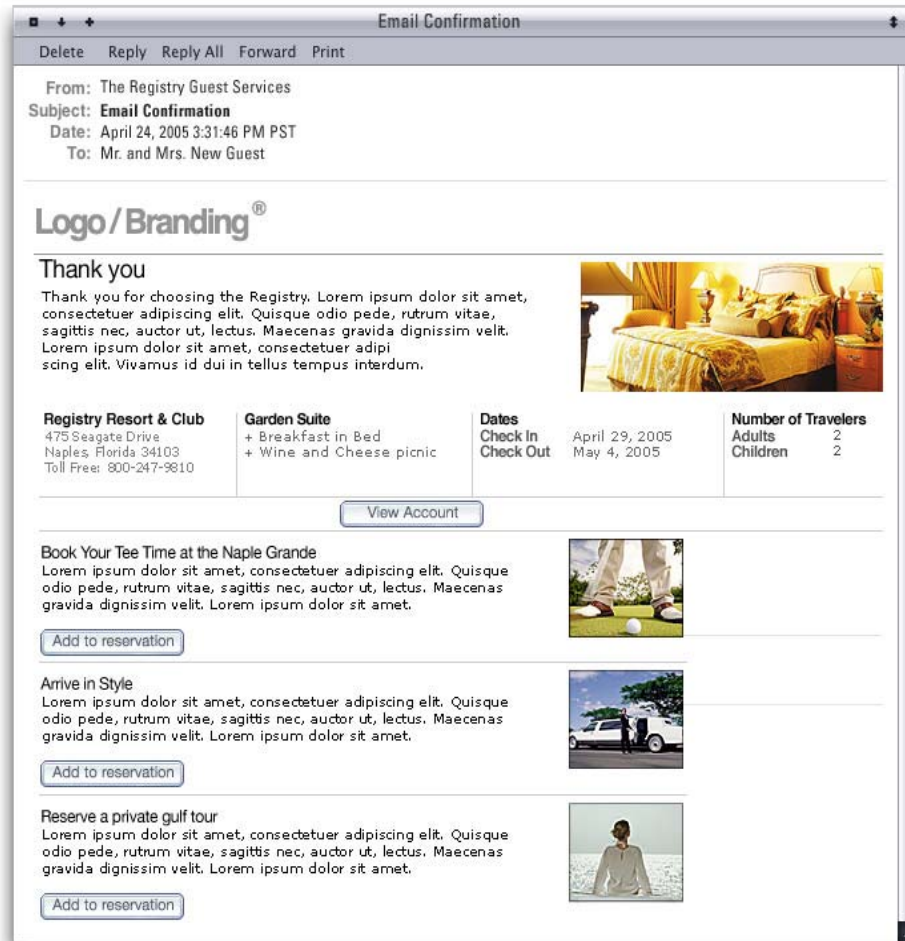 Email Confirmation
Delete Reply Reply All Forward Print
From: The Registry Guest Services
Subject: Email Confirmation
Date: April 24, 2005 3:31:46 PM PST
To: Mr. and Mrs. New Guest
Logo/Branding®
Thank you
Thank you for choosing the Registry. Lorem ipsum dolor sit amet,
consectetuer adipiscing elit. Quisque odio pede, rutrum vitae,
sagittis nec, auctor ut, lectus. Maecenas gravida dignissim velit.
Lorem ipsum dolor sit amet, consectetuer adipi
scing elit. Vivamus id dui in tellus tempus interdum.
Registry Resort & Club
475 Seagate Drive
Naples, Florida 34103
Toll Free: 800-247-9810
Garden Suite
+ Breakfast in Bed
+ Wine and Cheese picnic
Dates
Check In April 29, 2005
Check Out May 4, 2005
Number of Travelers
Adults 2
Children 2
View Account
Book Your Tee Time at the Naple Grande
Lorem ipsum dolor sit amet, consectetuer adipiscing elit. Quisque
odio pede, rutrum vitae, sagittis nec, auctor ut, lectus. Maecenas
gravida dignissim velit. Lorem ipsum dolor sit amet.
Add to reservation
Arrive in Style
Lorem ipsum dolor sit amet, consectetuer adipiscing elit. Quisque
odio pede, rutrum vitae, sagittis nec, auctor ut, lectus. Maecenas
gravida dignissim velit. Lorem ipsum dolor sit amet.
Add to reservation
Reserve a private gulf tour
Lorem ipsum dolor sit amet, consectetuer adipiscing elit. Quisque
odio pede, rutrum vitae, sagittis nec, auctor ut, lectus. Maecenas
gravida dignissim velit. Lorem ipsum dolor sit amet.
Add to reservation